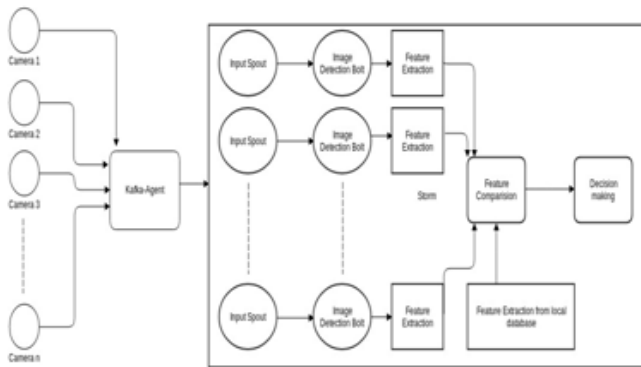 Camera 1
Camera 2
Camera 3
Camera n
Kafka-Agent
Input Spout
Image
Detection Bolt
Feature
Extraction
Input Spout
Image
Detection Bolt
Feature
Extraction
Storm
Feature
Comparision
Decision
making
Input Spout
Image
Detection Bolt
Feature
Extraction
Feature Extraction from local
database